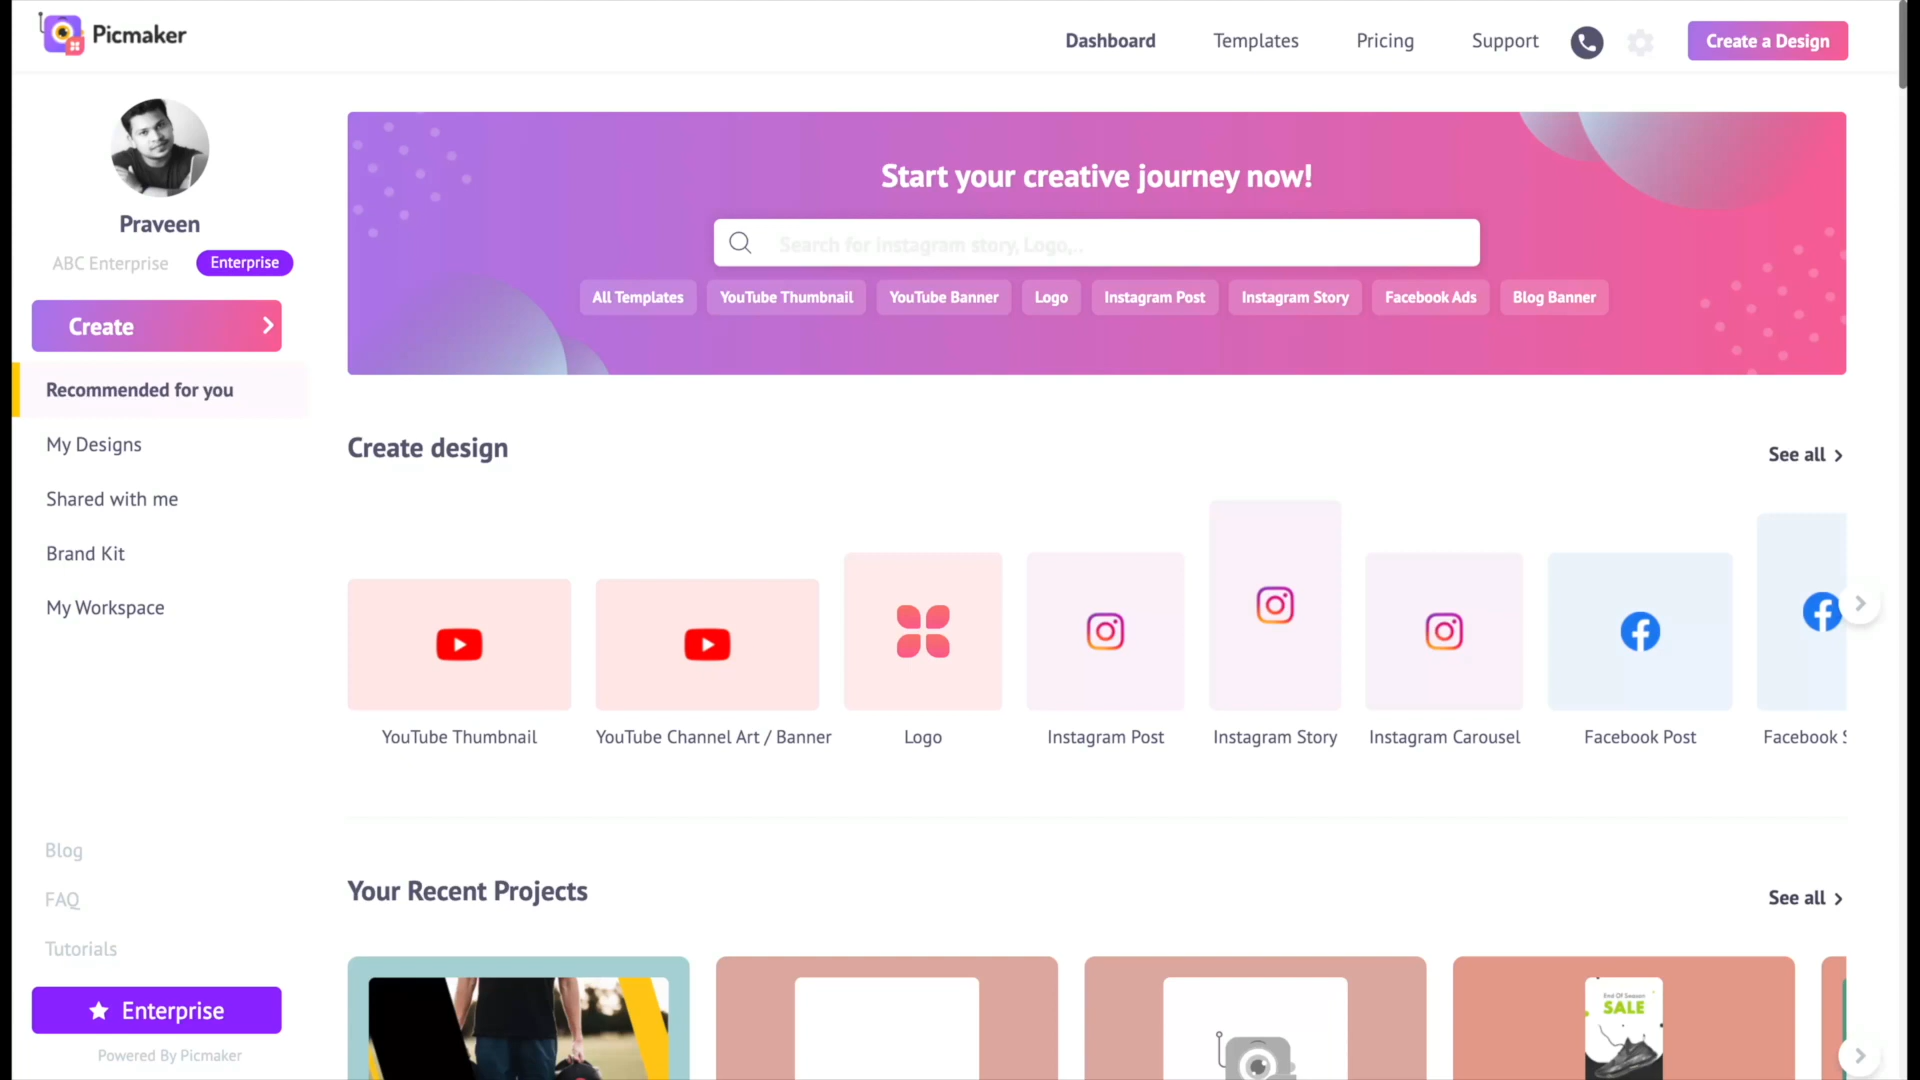 Picmaker
Dashboard
Templates
Pricing
Support
Create a Design
Praveen
ABC Enterprise
Enterprise
Create
Recommended for you
My Designs
Shared with me
Brand Kit
My Workspace
Blog
FAQ
Tutorials
Enterprise
Powered By Picmaker
Start your creative journey now!
Search for instagram story, Logo,..
All Templates
YouTube Thumbnail
YouTube Banner
Logo
Instagram Post
Instagram Story
Facebook Ads
Blog Banner
Create design
See all
YouTube Thumbnail
YouTube Channel Art / Banner
Logo
Instagram Post
Instagram Story
Instagram Carousel
Facebook Post
Facebook
Your Recent Projects
See all
End Of Season
SALE